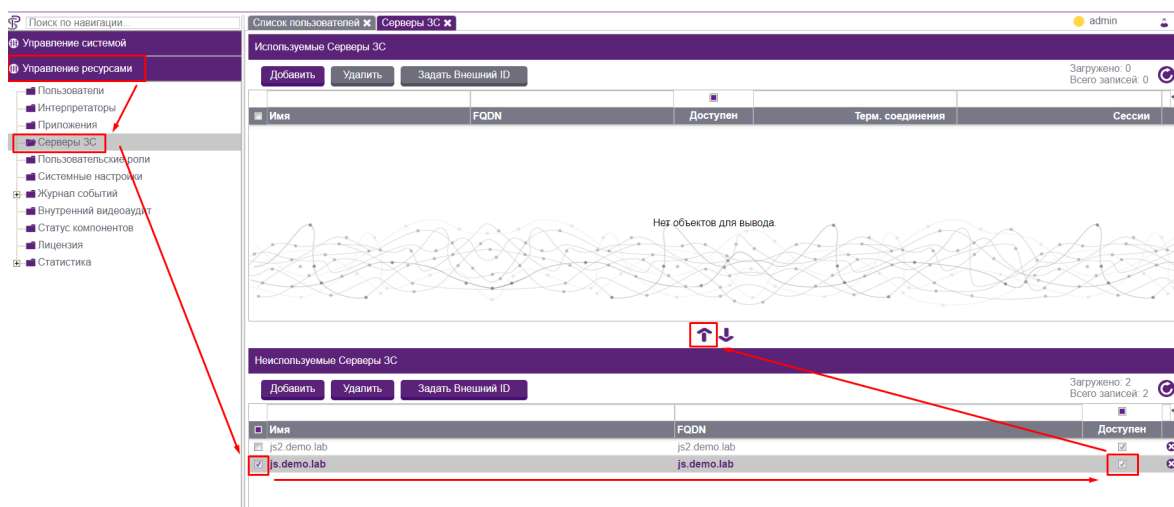 Поиск по навигации...
Управление системой
Управление ресурсами
Пользователи
Интерпретаторы
Приложения
Серверы ЗС
Пользовательские роли
Системные настройки
Журнал событий
Внутренний видеоаудит
Статус компонентов
Лицензия
Статистика
Список пользователей Серверы ЗС
admin
Используемые Серверы ЗС
Добавить Удалить Задать Внешний ID
Загружено: 0
Всего записей: 0
Имя FQDN Доступен Терм. соединения Сессии
Нет объектов для вывода.
Неиспользуемые Серверы ЗС
Добавить Удалить Задать Внешний ID
Загружено: 2
Всего записей: 2
Имя FQDN Доступен
js2.demo.lab js2.demo.lab
js.demo.lab js.demo.lab